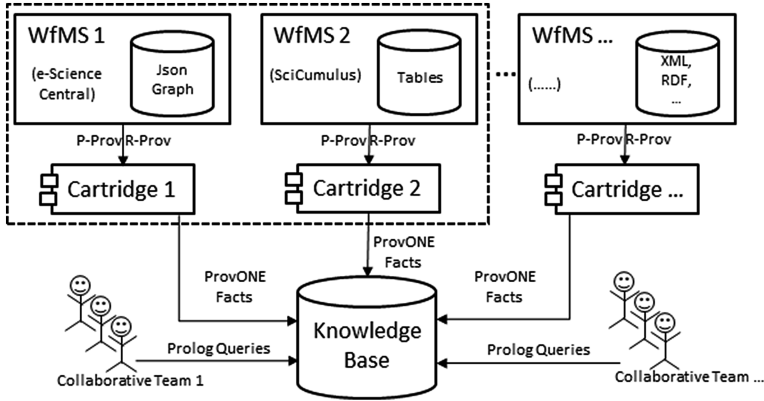 WfMS 1
(e-Science
Central)
Json
Graph
WfMS 2
(SciCumulus)
Tables
...
WfMS ...
(......)
XML,
RDF,
...
P-Prov R-Prov
P-Prov R-Prov
P-Prov R-Prov
Cartridge 1
Cartridge 2
Cartridge ...
ProvONE
Facts
ProvONE
Facts
ProvONE
Facts
Knowledge
Base
Prolog Queries
Prolog Queries
Collaborative Team 1
Collaborative Team ...